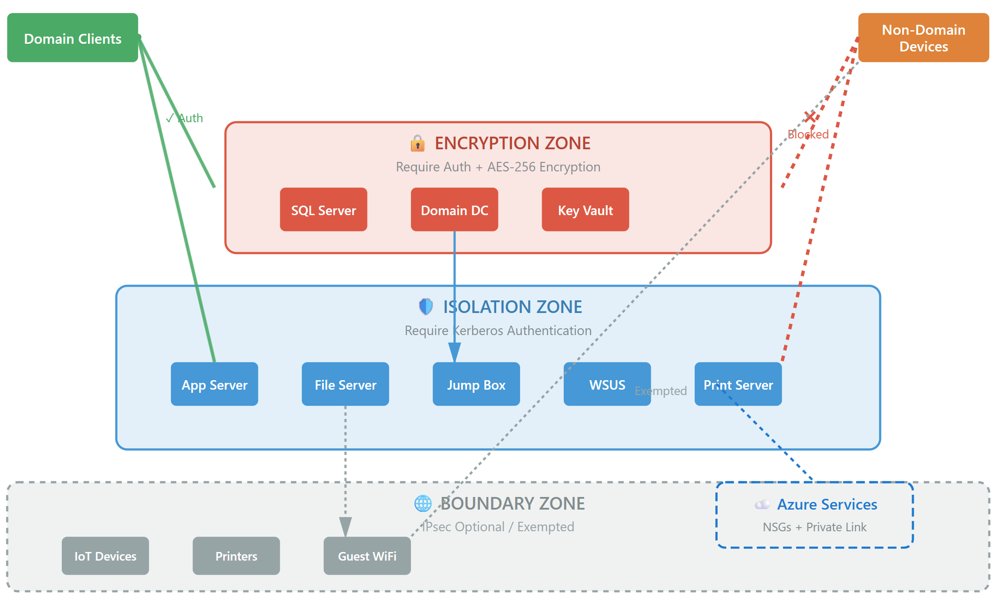 Domain Clients
Non-Domain
Devices
✓ Auth
Blocked
ENCRYPTION ZONE
Require Auth + AES-256 Encryption
SQL Server
Domain DC
Key Vault
ISOLATION ZONE
Require Kerberos Authentication
App Server
File Server
Jump Box
WSUS
Exempted
Print Server
BOUNDARY ZONE
IPsec Optional / Exempted
Azure Services
NSGs + Private Link
IoT Devices
Printers
Guest WiFi